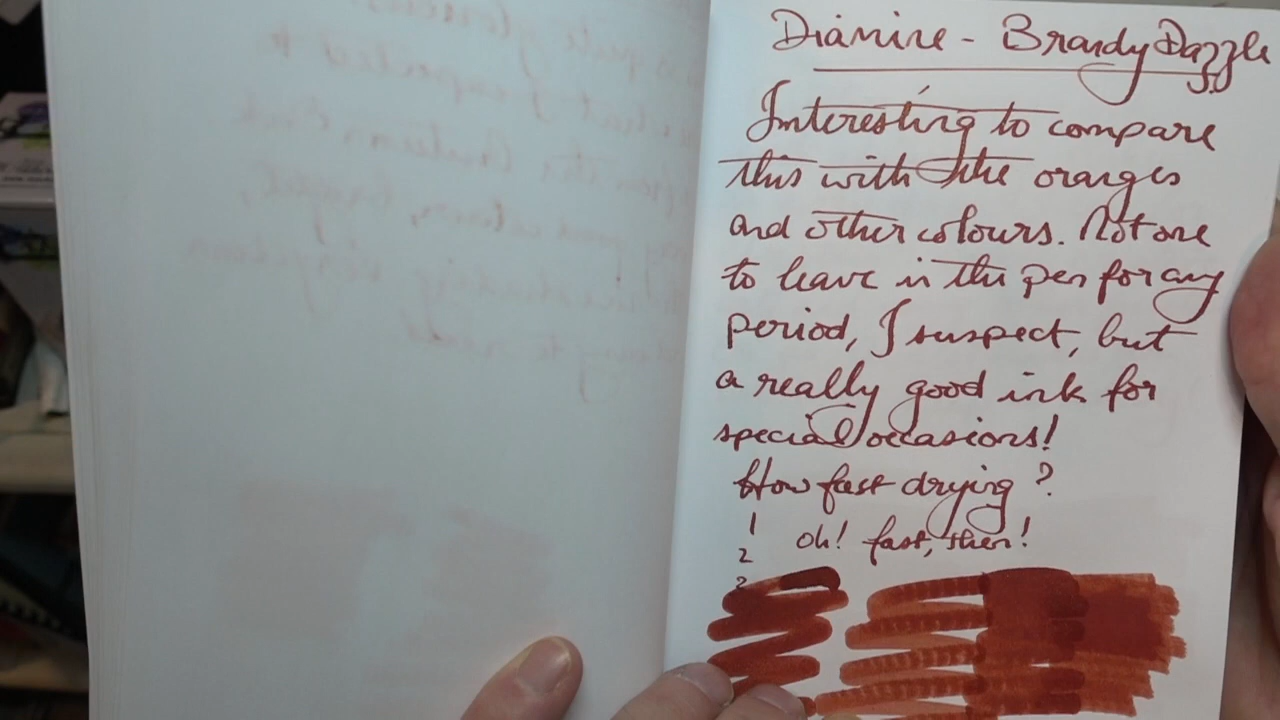 Diamine - Brandy Dazzle
Interesting to compare
this with the oranges
and other colours. Not one
to leave in the pen for any
period, I suspect, but
a really good ink for
special occasions!
How fast drying?
1
2 oh! fast, then!
2